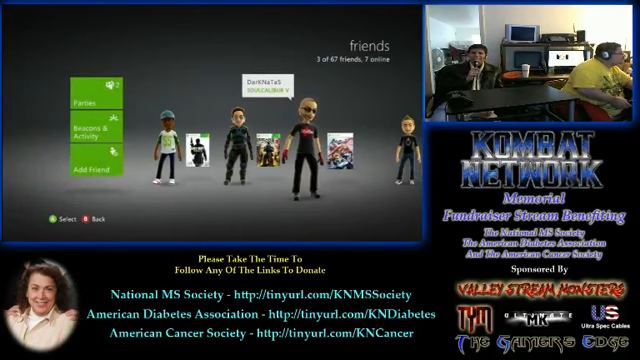 friends
3 of 67 friends, 7 online
DarKNaTaS
SOULCALIBUR V
2
Parties
Beacons &
Activity
Add Friend
A Select B Back
KOMBAT
NETWORK
Memorial
Fundraiser Stream Benefiting
The National MS Society
The American Diabetes Association
And The American Cancer Society
Sponsored By
VALLEY STREAM MONSTERS
TYM
ULTIMATE
MK
US
Ultra Spec Cables
THE GAMER'S EDGE
Please Take The Time To
Follow Any Of The Links To Donate
National MS Society - http://tinyurl.com/KNMSSociety
American Diabetes Association - http://tinyurl.com/KNDiabetes
American Cancer Society - http://tinyurl.com/KNCancer